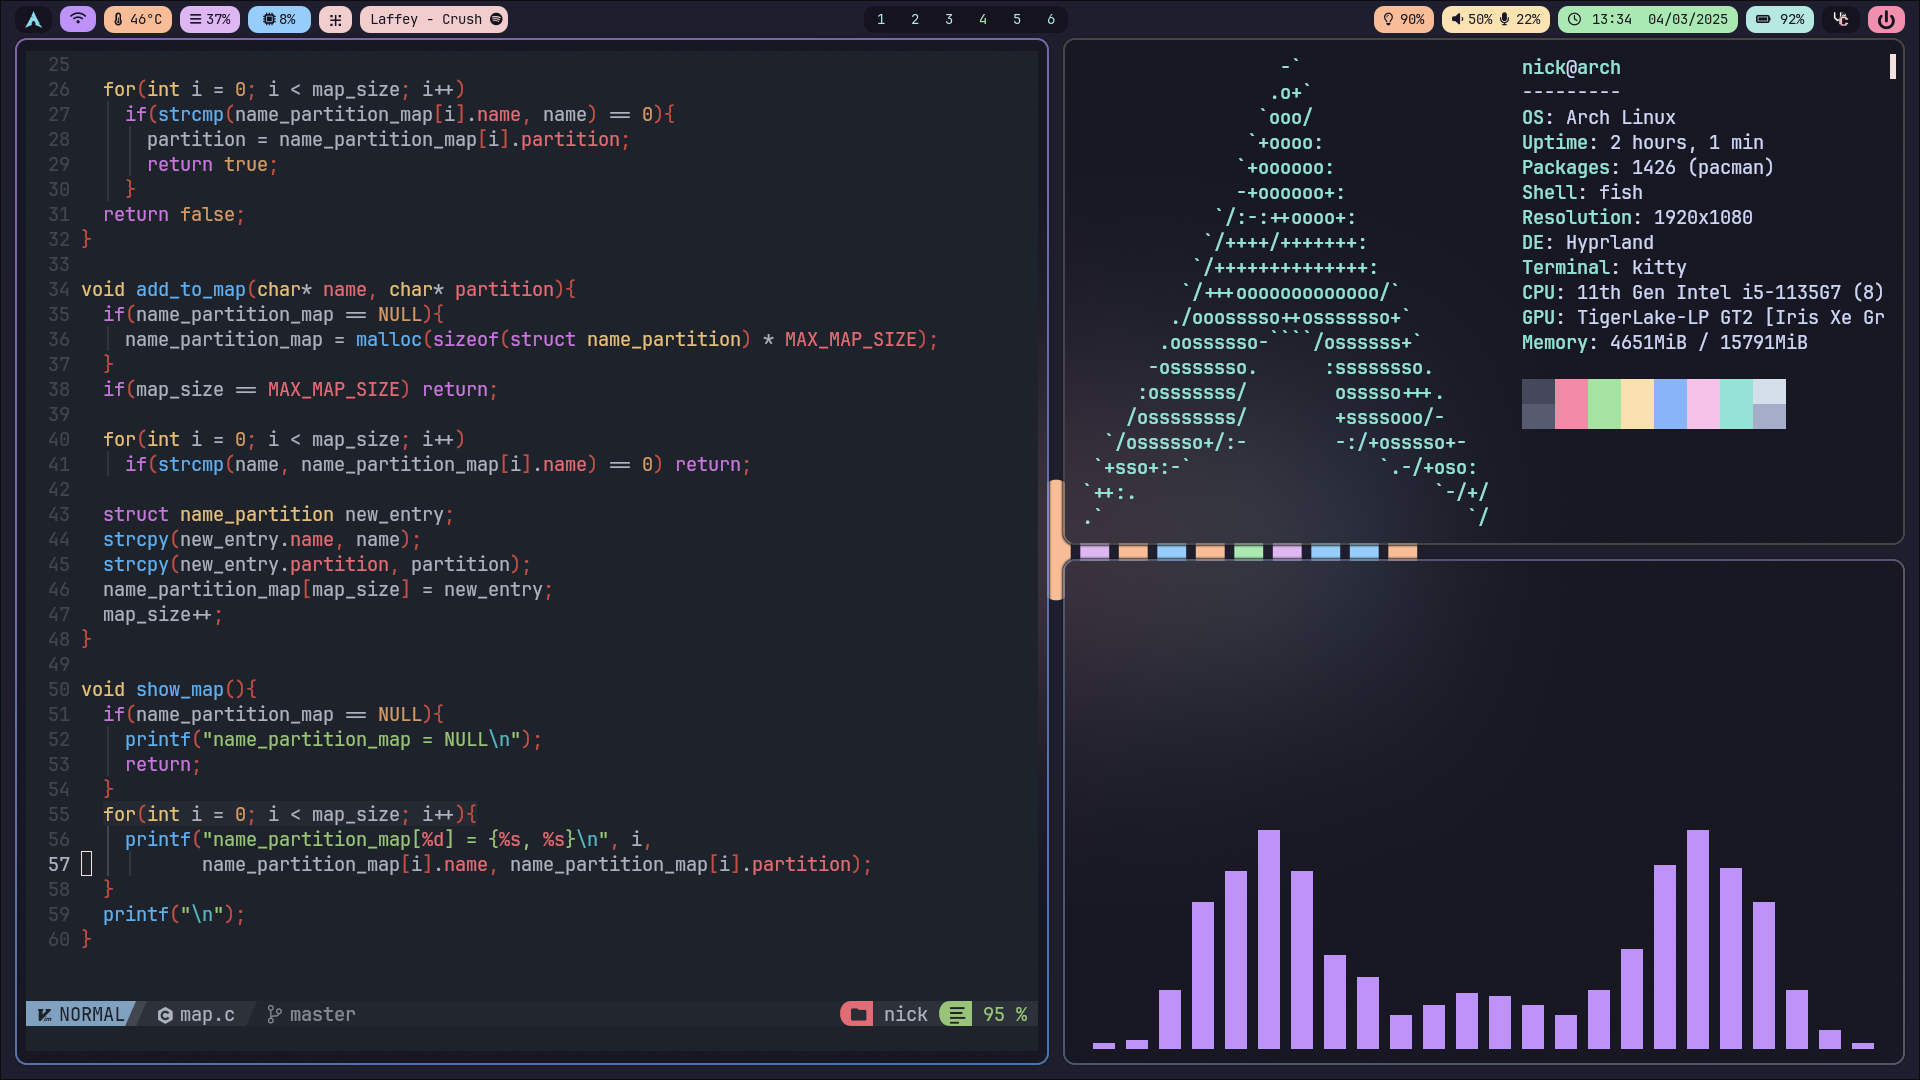 46°C 37% 8% Laffey - Crush 1 2 3 4 5 6 90% 50% 22% 13:34 04/03/2025 92%
25
26   for(int i = 0; i < map_size; i++)
27     if(strcmp(name_partition_map[i].name, name) == 0){
28       partition = name_partition_map[i].partition;
29       return true;
30     }
31   return false;
32 }
33
34 void add_to_map(char* name, char* partition){
35   if(name_partition_map == NULL){
36     name_partition_map = malloc(sizeof(struct name_partition) * MAX_MAP_SIZE);
37   }
38   if(map_size == MAX_MAP_SIZE) return;
39
40   for(int i = 0; i < map_size; i++)
41     if(strcmp(name, name_partition_map[i].name) == 0) return;
42
43   struct name_partition new_entry;
44   strcpy(new_entry.name, name);
45   strcpy(new_entry.partition, partition);
46   name_partition_map[map_size] = new_entry;
47   map_size++;
48 }
49
50 void show_map(){
51   if(name_partition_map == NULL){
52     printf("name_partition_map = NULL\n");
53     return;
54   }
55   for(int i = 0; i < map_size; i++){
56     printf("name_partition_map[%d] = {%s, %s}\n", i,
57            name_partition_map[i].name, name_partition_map[i].partition);
58   }
59   printf("\n");
60 }
NORMAL map.c master nick 95 %
                  -`
                 .o+`
                `ooo/
               `+oooo:
              `+oooooo:
              -+oooooo+:
            `/:-:++oooo+:
           `/++++/+++++++:
          `/++++++++++++++:
         `/+++ooooooooooooo/`
        ./ooosssso++osssssso+`
       .oossssso-````/ossssss+`
      -osssssso.      :ssssssso.
     :osssssss/        osssso+++.
    /ossssssss/        +ssssooo/-
  `/ossssso+/:-        -:/+osssso+-
 `+sso+:-`                 `.-/+oso:
`++:.                           `-/+/
.`                                 `/
nick@arch
---------
OS: Arch Linux
Uptime: 2 hours, 1 min
Packages: 1426 (pacman)
Shell: fish
Resolution: 1920x1080
DE: Hyprland
Terminal: kitty
CPU: 11th Gen Intel i5-1135G7 (8)
GPU: TigerLake-LP GT2 [Iris Xe Gr
Memory: 4651MiB / 15791MiB